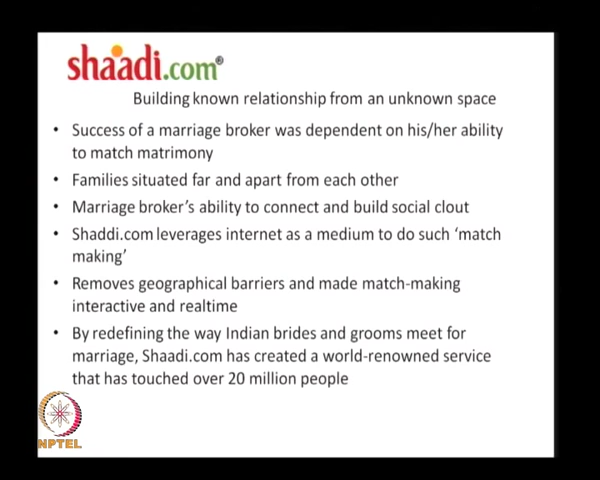 shaadi.com®
Building known relationship from an unknown space
• Success of a marriage broker was dependent on his/her ability
to match matrimony
• Families situated far and apart from each other
• Marriage broker's ability to connect and build social clout
• Shaddi.com leverages internet as a medium to do such 'match
making'
• Removes geographical barriers and made match-making
interactive and realtime
• By redefining the way Indian brides and grooms meet for
marriage, Shaadi.com has created a world-renowned service
that has touched over 20 million people
NPTEL